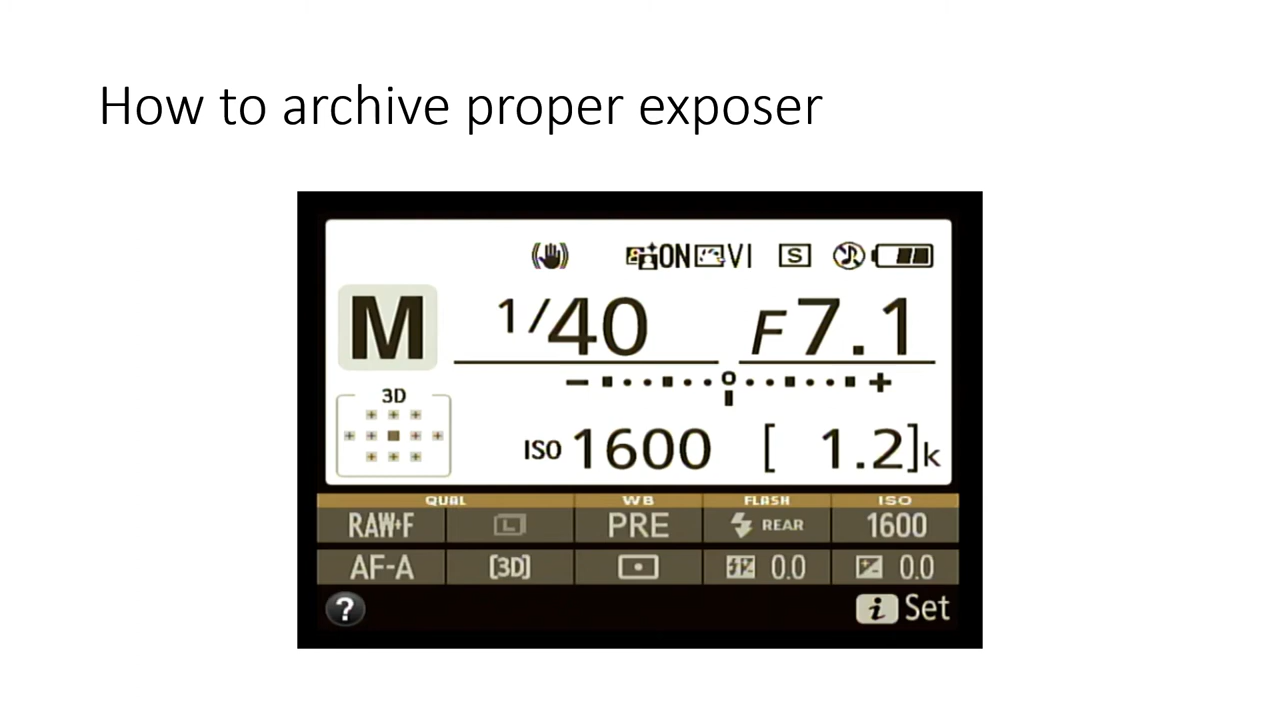 How to archive proper exposer
ON VI S
M 1/40 F7.1
3D
– o +
ISO 1600 [ 1.2]k
QUAL WB FLASH ISO
RAW+F L PRE REAR 1600
AF-A [3D] 0.0 0.0
? i Set